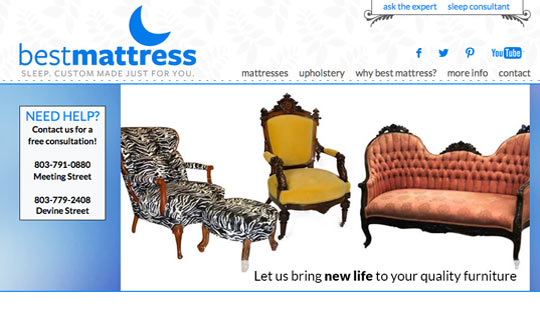 ask the expert sleep consultant
bestmattress
SLEEP. CUSTOM MADE JUST FOR YOU.
You Tube
mattresses upholstery why best mattress? more info contact
NEED HELP?
Contact us for a
free consultation!
803-791-0880
Meeting Street
803-779-2408
Devine Street
Let us bring new life to your quality furniture